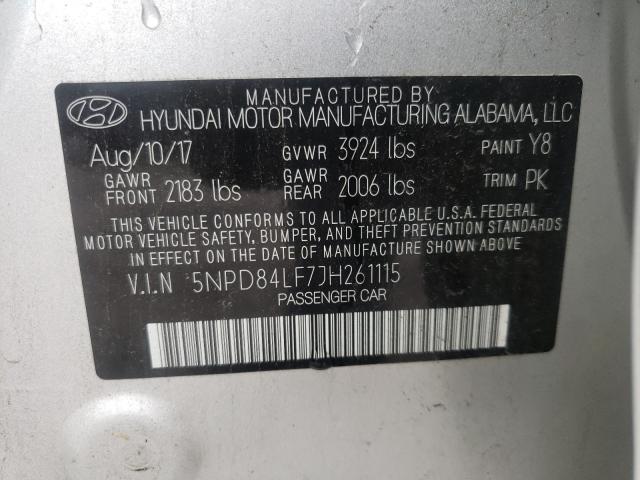 MANUFACTURED BY
HYUNDAI MOTOR MANUFACTURING ALABAMA, LLC
Aug/10/17 GVWR 3924 lbs PAINT Y8
GAWR FRONT 2183 lbs GAWR REAR 2006 lbs TRIM PK
THIS VEHICLE CONFORMS TO ALL APPLICABLE U.S.A. FEDERAL
MOTOR VEHICLE SAFETY, BUMPER, AND THEFT PREVENTION STANDARDS
IN EFFECT ON THE DATE OF MANUFACTURE SHOWN ABOVE
V.I.N 5NPD84LF7JH261115
PASSENGER CAR